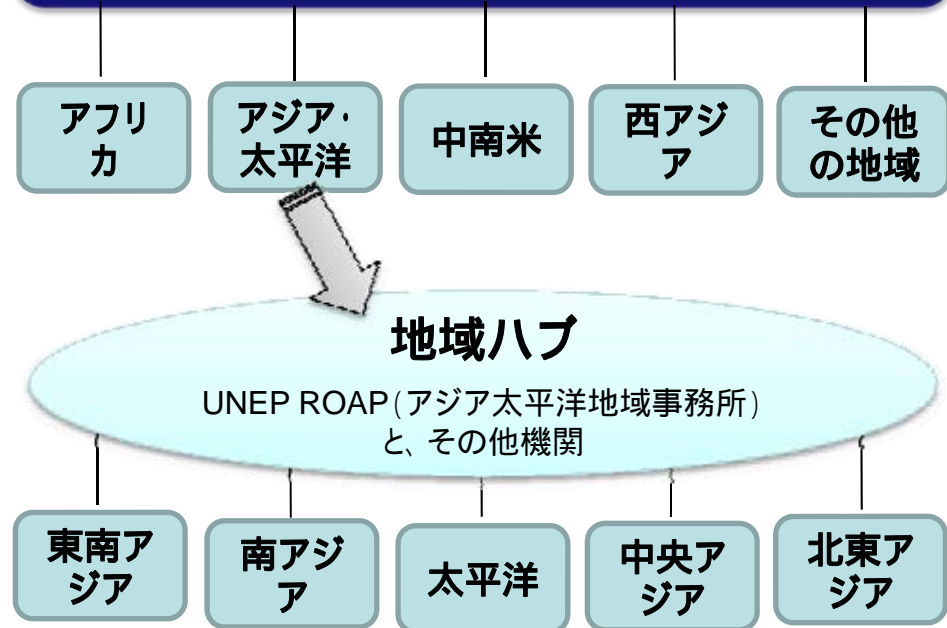 アフリ
カ
アジア・
太平洋
中南米
西アジ
ア
その他
の地域
地域ハブ
UNEP ROAP(アジア太平洋地域事務所)
と、その他機関
東南ア
ジア
南アジ
ア
太平洋
中央ア
ジア
北東ア
ジア